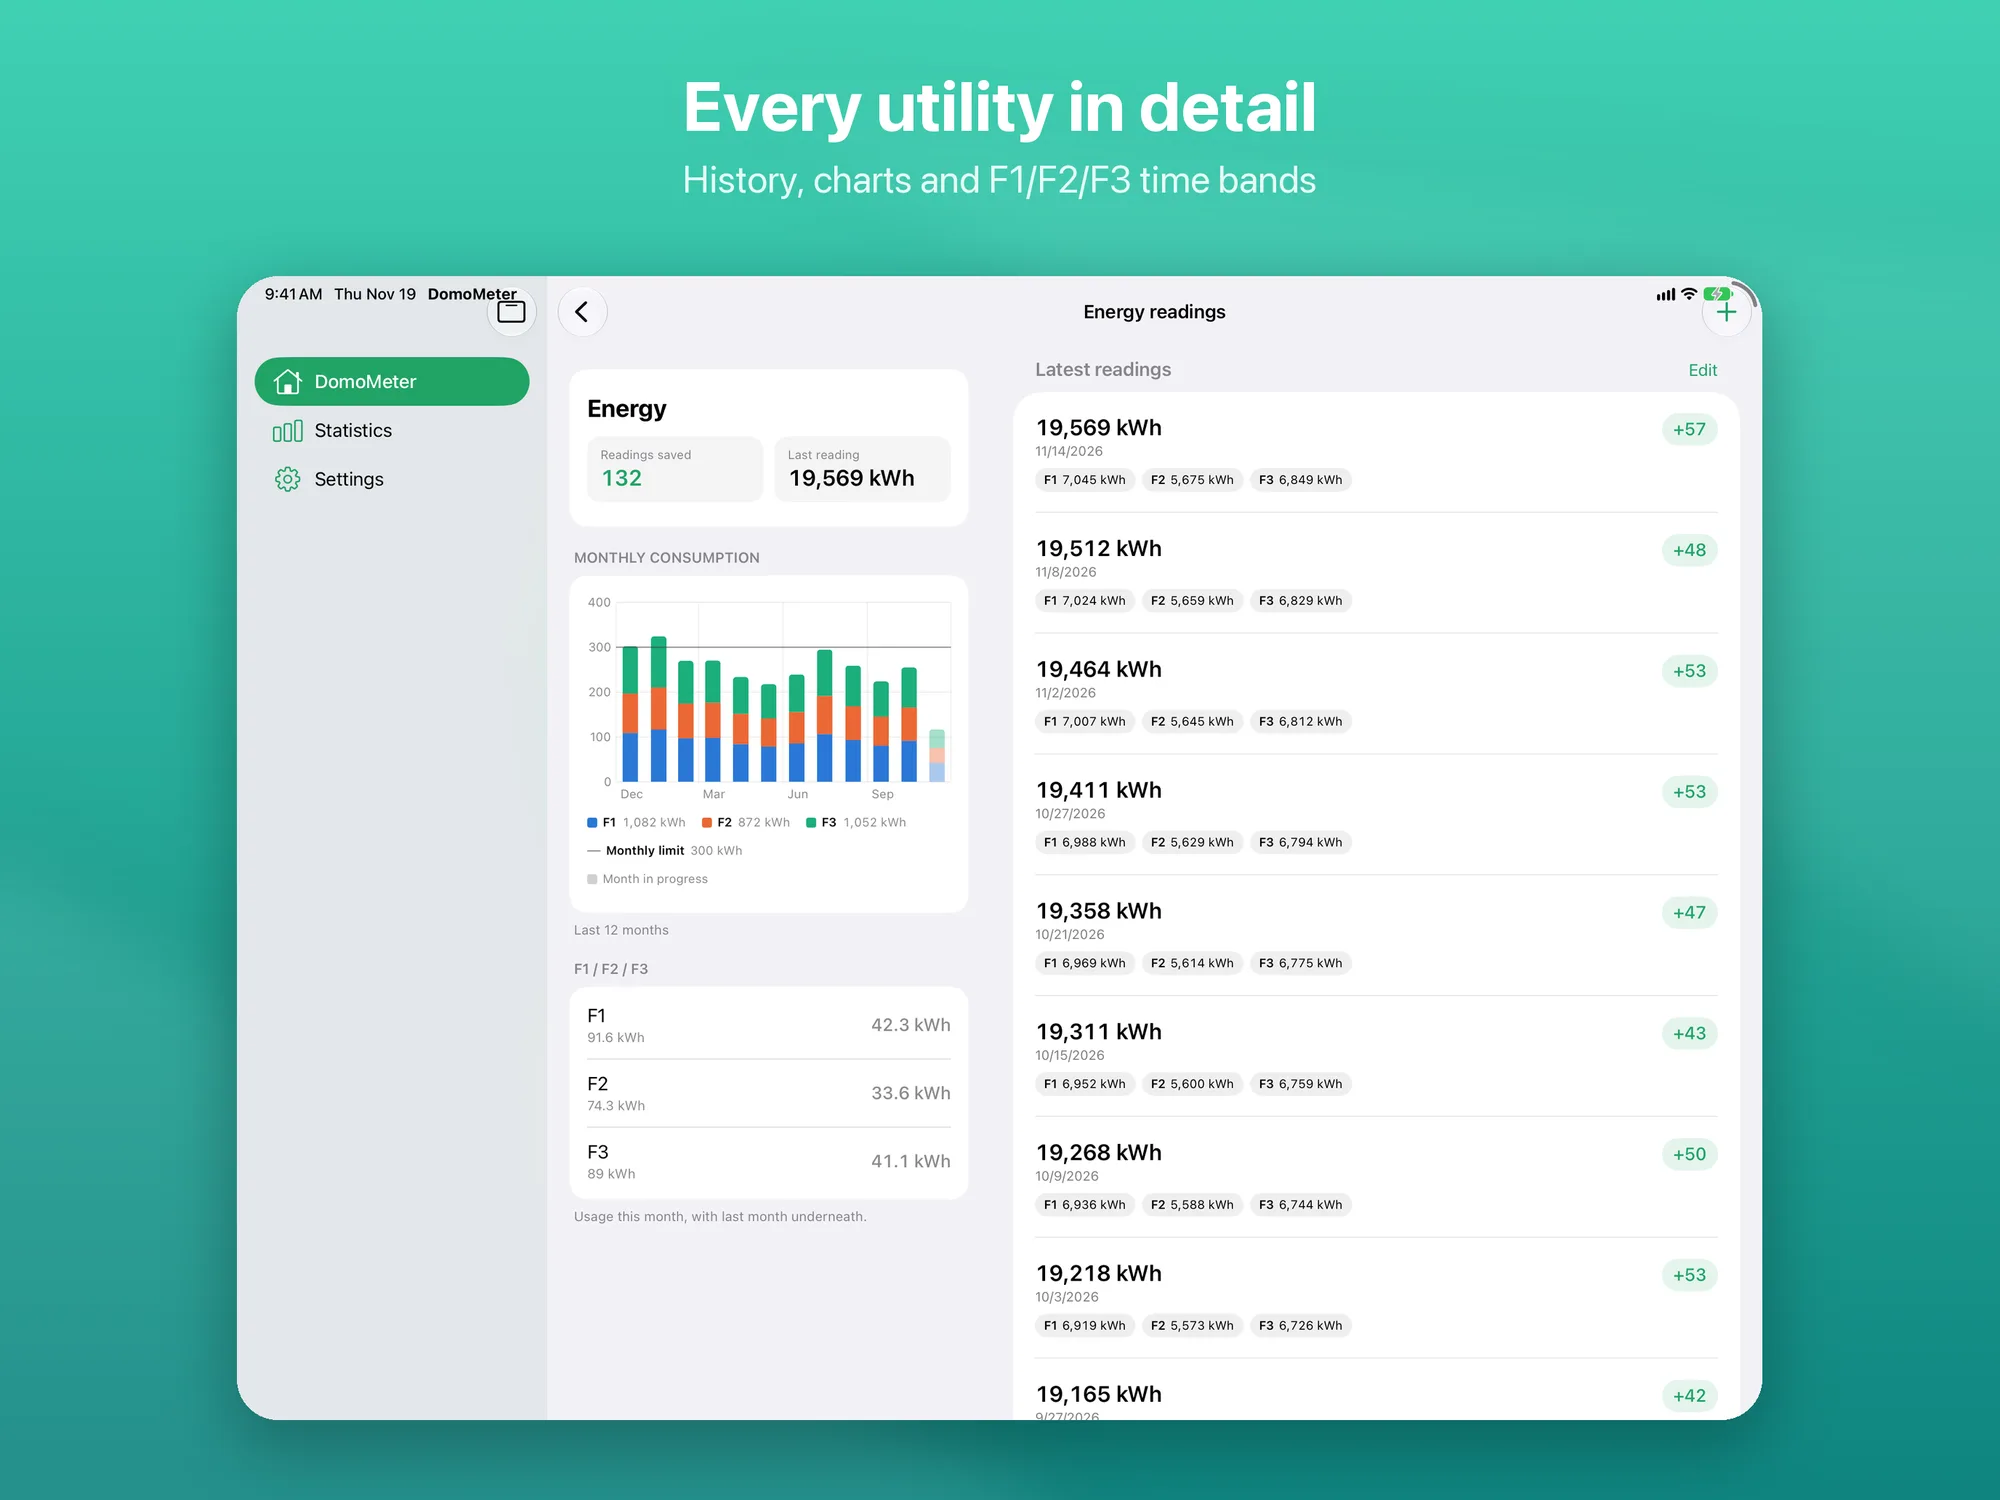 Every utility in detail
History, charts and F1/F2/F3 time bands
9:41 AM Thu Nov 19 DomoMeter
DomoMeter
Statistics
Settings
Energy readings
Energy
Readings saved
132
Last reading
19,569 kWh
MONTHLY CONSUMPTION
400
300
200
100
0
Dec Mar Jun Sep
F1 1,082 kWh F2 872 kWh F3 1,052 kWh
Monthly limit 300 kWh
Month in progress
Last 12 months
F1 / F2 / F3
F1
91.6 kWh
42.3 kWh
F2
74.3 kWh
33.6 kWh
F3
89 kWh
41.1 kWh
Usage this month, with last month underneath.
Latest readings Edit
19,569 kWh +57
11/14/2026
F1 7,045 kWh F2 5,675 kWh F3 6,849 kWh
19,512 kWh +48
11/8/2026
F1 7,024 kWh F2 5,659 kWh F3 6,829 kWh
19,464 kWh +53
11/2/2026
F1 7,007 kWh F2 5,645 kWh F3 6,812 kWh
19,411 kWh +53
10/27/2026
F1 6,988 kWh F2 5,629 kWh F3 6,794 kWh
19,358 kWh +47
10/21/2026
F1 6,969 kWh F2 5,614 kWh F3 6,775 kWh
19,311 kWh +43
10/15/2026
F1 6,952 kWh F2 5,600 kWh F3 6,759 kWh
19,268 kWh +50
10/9/2026
F1 6,936 kWh F2 5,588 kWh F3 6,744 kWh
19,218 kWh +53
10/3/2026
F1 6,919 kWh F2 5,573 kWh F3 6,726 kWh
19,165 kWh +42
9/27/2026